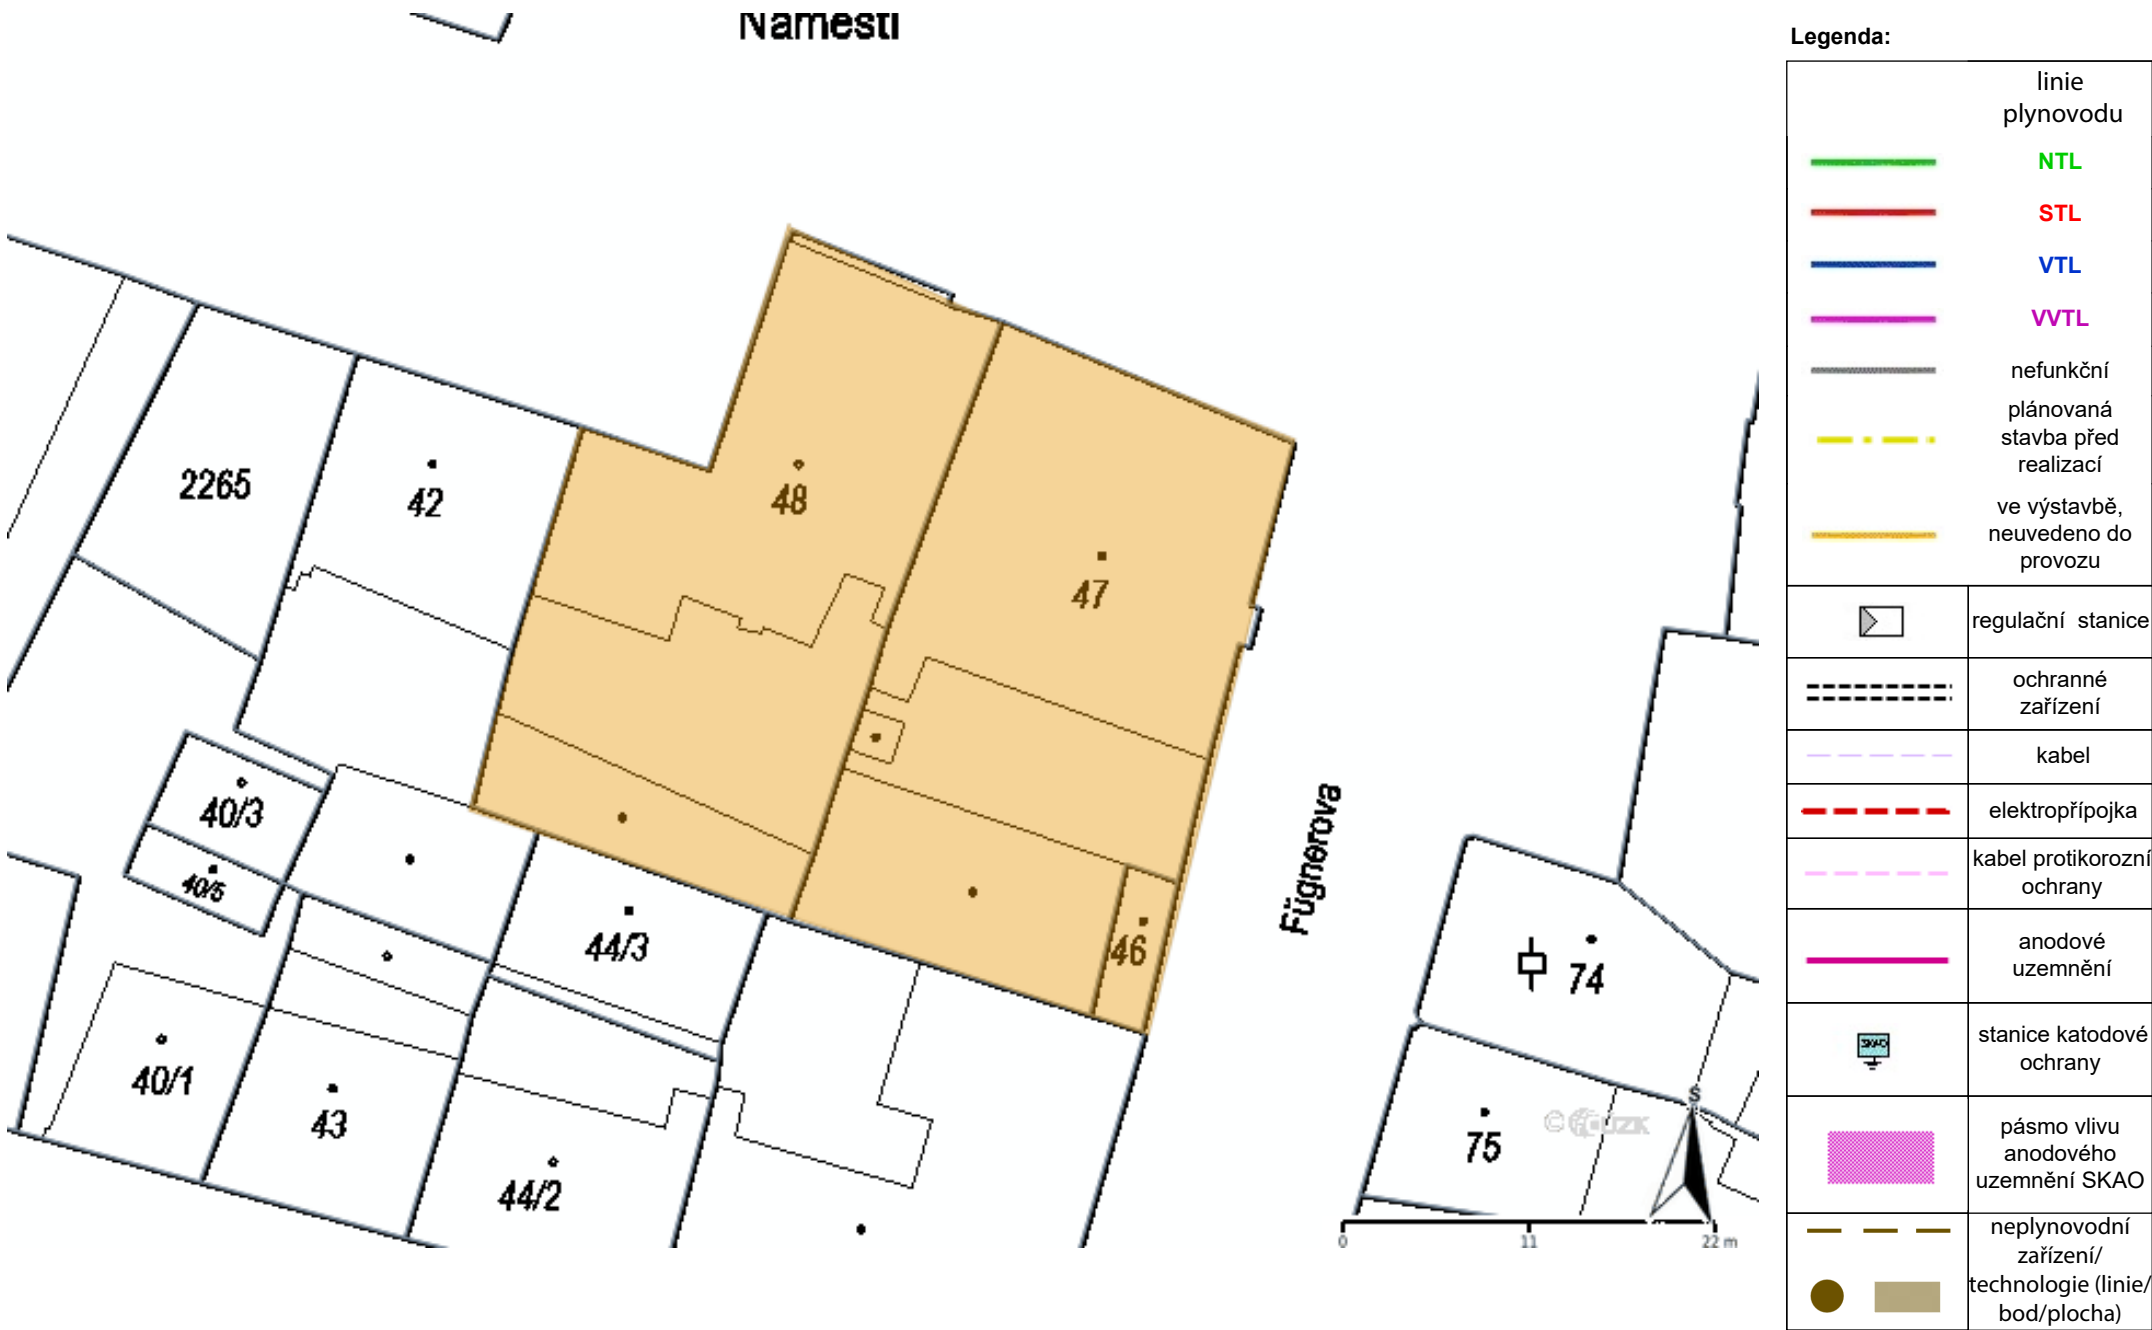 Náměstí
2265
42
48
47
40/3
40/5
44/3
46
Fügnerova
74
40/1
43
44/2
75
© ČÚZK
S
0 11 22 m
Legenda:
linie
plynovodu
NTL
STL
VTL
VVTL
nefunkční
plánovaná
stavba před
realizací
ve výstavbě,
neuvedeno do
provozu
regulační stanice
ochranné
zařízení
kabel
elektropřípojka
kabel protikorozní
ochrany
anodové
uzemnění
SKAO
stanice katodové
ochrany
pásmo vlivu
anodového
uzemnění SKAO
neplynovodní
zařízení/
technologie (linie/
bod/plocha)